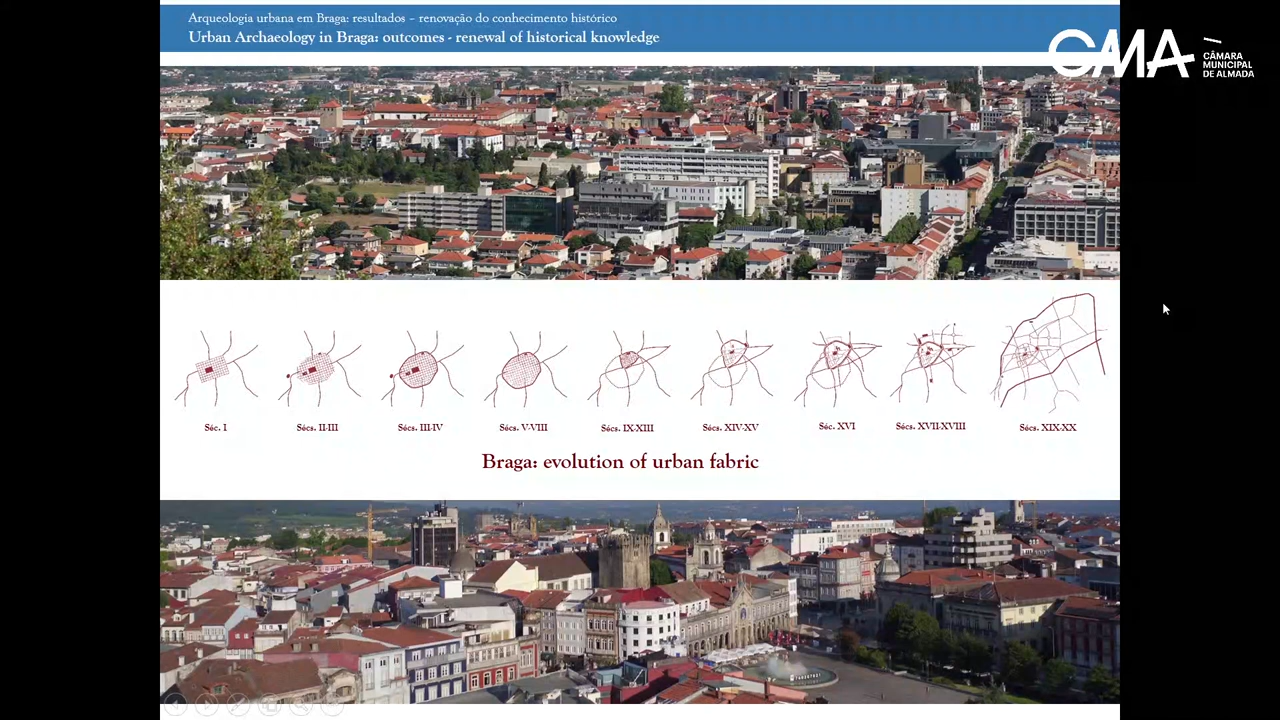 Arqueologia urbana em Braga: resultados – renovação do conhecimento histórico
Urban Archaeology in Braga: outcomes - renewal of historical knowledge
CMA
CÂMARA
MUNICIPAL
DE ALMADA
Séc. I
Sécs. II-III
Sécs. III-IV
Sécs. V-VIII
Sécs. IX-XIII
Sécs. XIV-XV
Séc. XVI
Sécs. XVII-XVIII
Sécs. XIX-XX
Braga: evolution of urban fabric